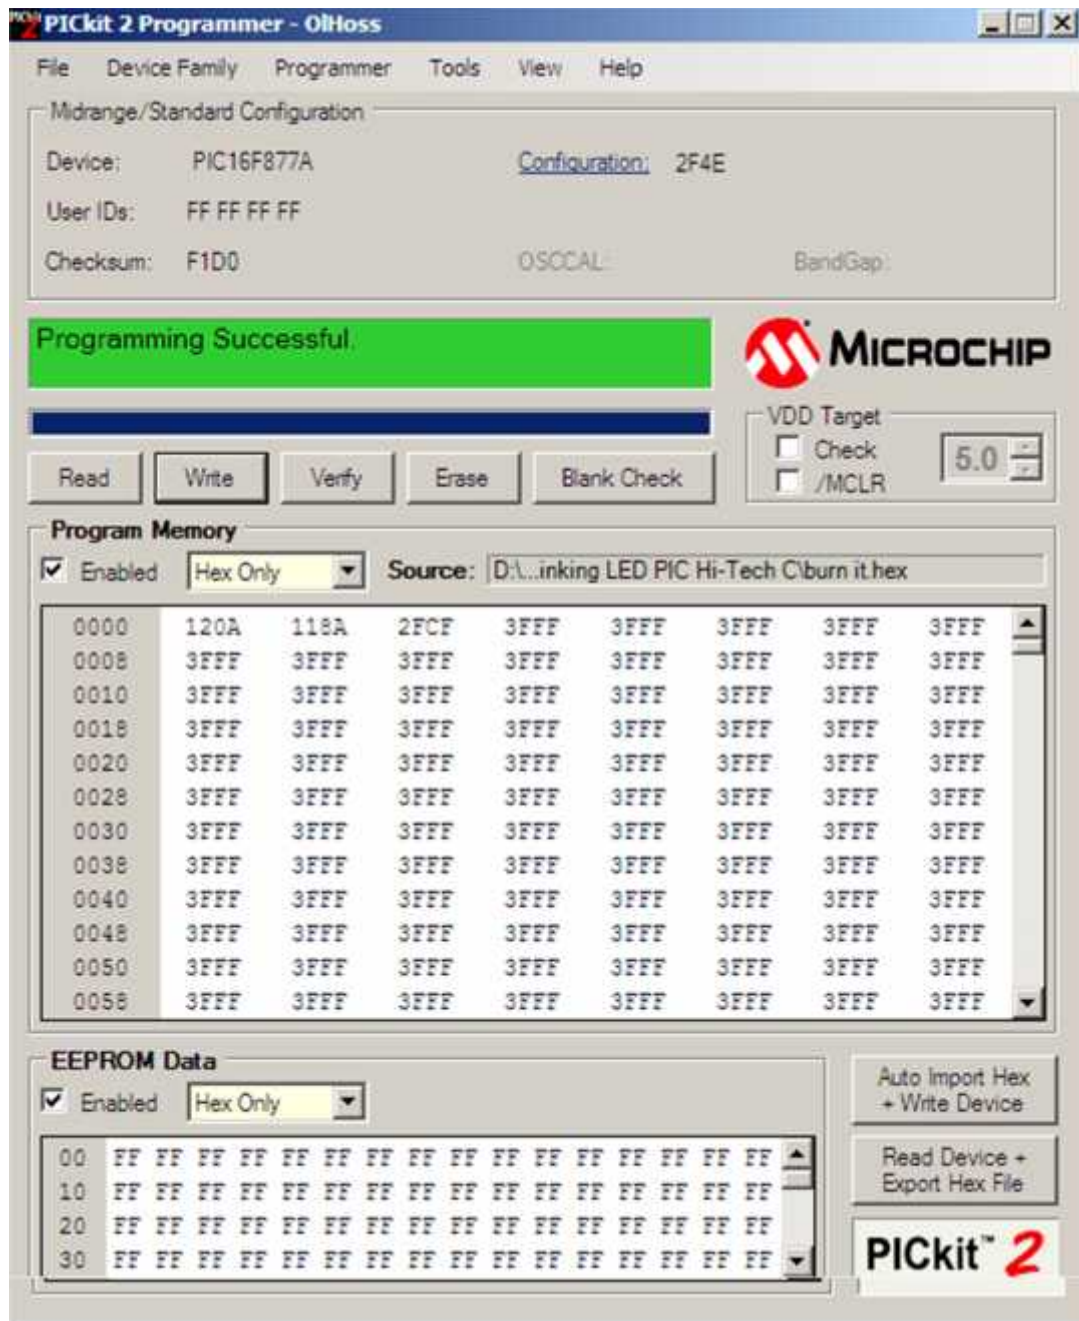 PICkit 2 Programmer - OlHoss
File Device Family Programmer Tools View Help
Midrange/Standard Configuration
Device: PIC16F877A Configuration: 2F4E
User IDs: FF FF FF FF
Checksum: F1D0 OSCCAL: BandGap:
Programming Successful.
MICROCHIP
VDD Target
Check
/MCLR
5.0
Read Write Verify Erase Blank Check
Program Memory
Enabled Hex Only Source: D:\...inking LED PIC Hi-Tech C\burn it.hex
0000 120A 118A 2FCF 3FFF 3FFF 3FFF 3FFF 3FFF
0008 3FFF 3FFF 3FFF 3FFF 3FFF 3FFF 3FFF 3FFF
0010 3FFF 3FFF 3FFF 3FFF 3FFF 3FFF 3FFF 3FFF
0018 3FFF 3FFF 3FFF 3FFF 3FFF 3FFF 3FFF 3FFF
0020 3FFF 3FFF 3FFF 3FFF 3FFF 3FFF 3FFF 3FFF
0028 3FFF 3FFF 3FFF 3FFF 3FFF 3FFF 3FFF 3FFF
0030 3FFF 3FFF 3FFF 3FFF 3FFF 3FFF 3FFF 3FFF
0038 3FFF 3FFF 3FFF 3FFF 3FFF 3FFF 3FFF 3FFF
0040 3FFF 3FFF 3FFF 3FFF 3FFF 3FFF 3FFF 3FFF
0048 3FFF 3FFF 3FFF 3FFF 3FFF 3FFF 3FFF 3FFF
0050 3FFF 3FFF 3FFF 3FFF 3FFF 3FFF 3FFF 3FFF
0058 3FFF 3FFF 3FFF 3FFF 3FFF 3FFF 3FFF 3FFF
EEPROM Data
Enabled Hex Only
00 FF FF FF FF FF FF FF FF FF FF FF FF FF FF FF FF
10 FF FF FF FF FF FF FF FF FF FF FF FF FF FF FF FF
20 FF FF FF FF FF FF FF FF FF FF FF FF FF FF FF FF
30 FF FF FF FF FF FF FF FF FF FF FF FF FF FF FF FF
Auto Import Hex
+ Write Device
Read Device +
Export Hex File
PICkit™ 2